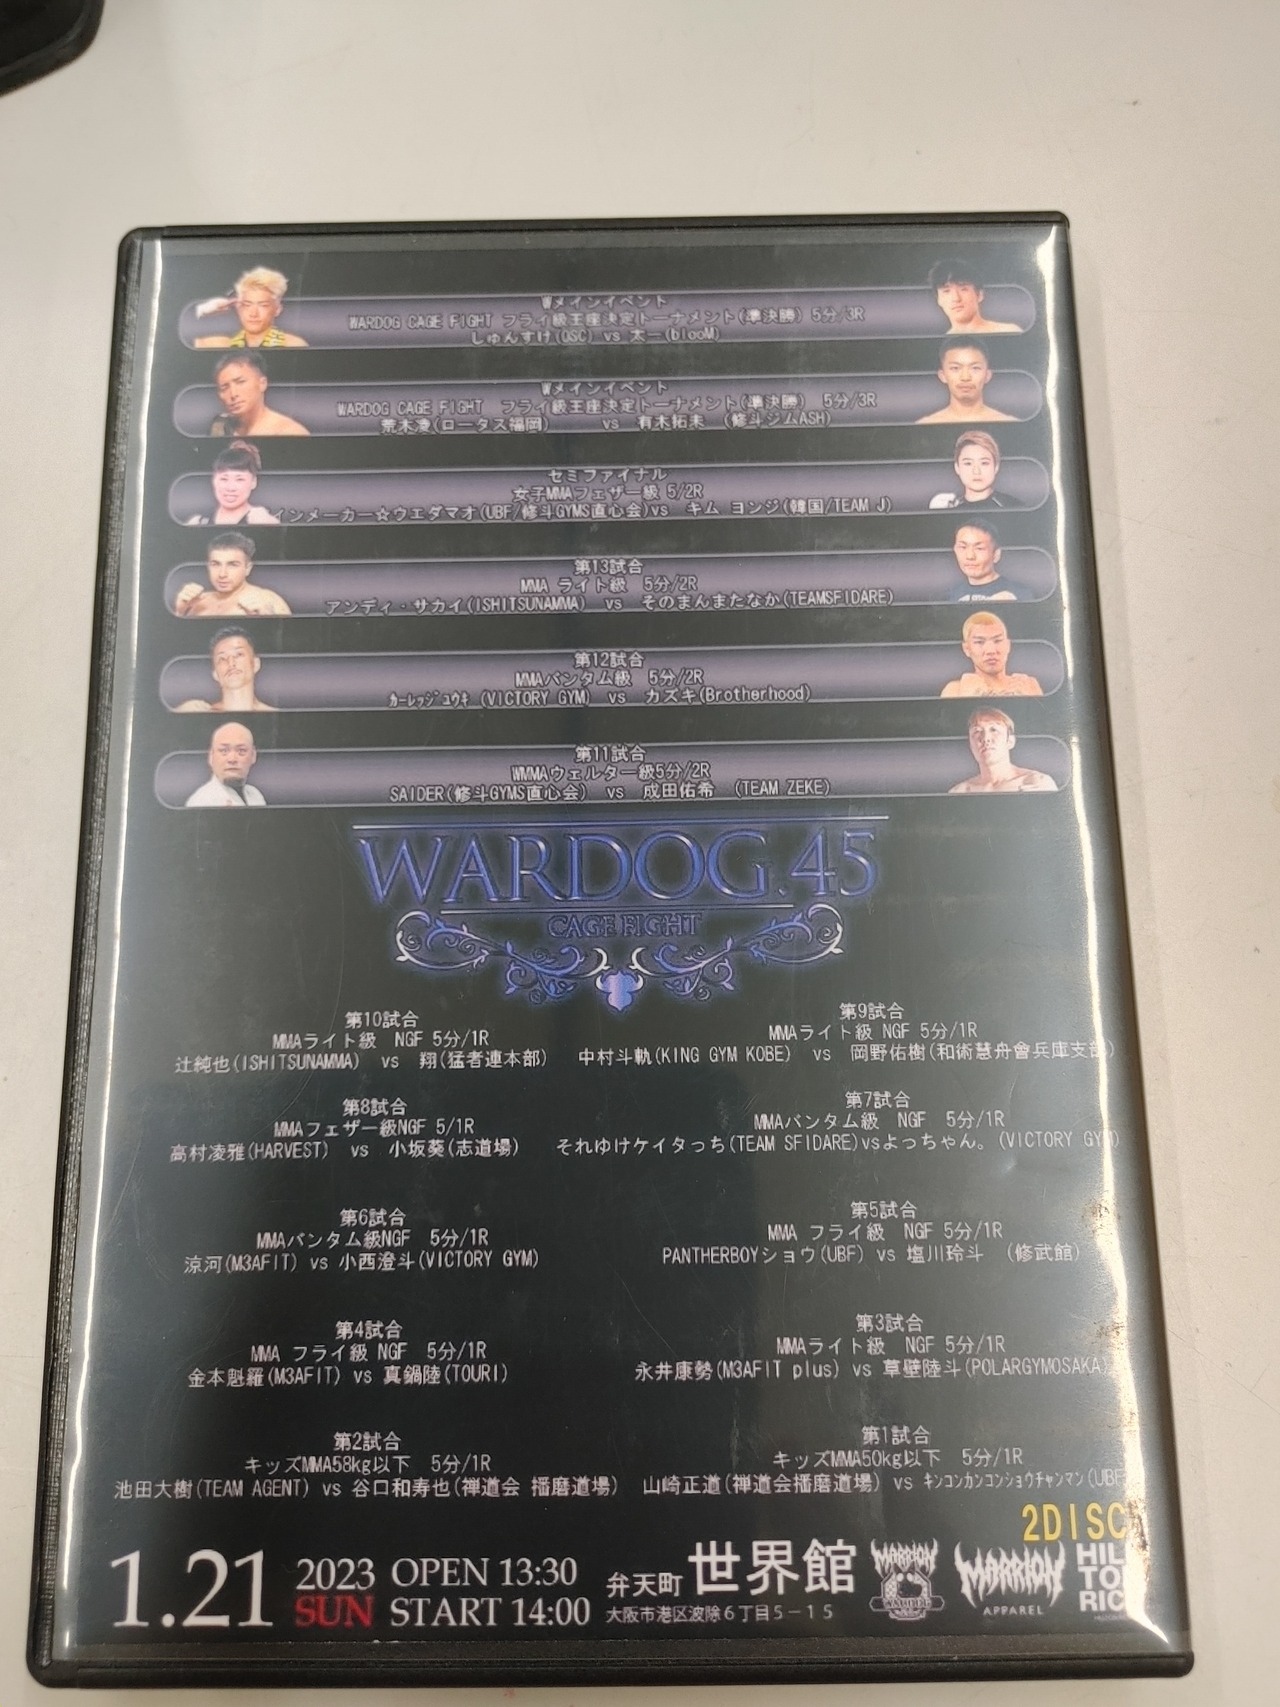 Wメインイベント
WARDOG CAGE FIGHT フライ級王座決定トーナメント(準決勝) 5分/3R
しゅんすけ(OSC) vs 太一(blooM)
Wメインイベント
WARDOG CAGE FIGHT フライ級王座決定トーナメント(準決勝) 5分/3R
荒木凌(ロータス福岡) vs 有木拓未 (修斗ジムASH)
セミファイナル
女子MMAフェザー級 5/2R
インメーカー☆ウエダマオ(UBF/修斗GYMS直心会)vs キム ヨンジ(韓国/TEAM J)
第13試合
MMA ライト級 5分/2R
アンディ・サカイ(ISHITSUNAMMA) vs そのまんまたなか(TEAMSFIDARE)
第12試合
MMAバンタム級 5分/2R
カーレッジユウキ (VICTORY GYM) vs カズキ(Brotherhood)
第11試合
WMMAウェルター級5分/2R
SAIDER(修斗GYMS直心会) vs 成田佑希 (TEAM ZEKE)
WARDOG.45
CAGE FIGHT
第10試合
MMAライト級 NGF 5分/1R
辻純也(ISHITSUNAMMA) vs 翔(猛者連本部)
第9試合
MMAライト級 NGF 5分/1R
中村斗軌(KING GYM KOBE) vs 岡野佑樹(和術慧舟會兵庫支部)
第8試合
MMAフェザー級NGF 5/1R
高村凌雅(HARVEST) vs 小坂葵(志道場)
第7試合
MMAバンタム級 NGF 5分/1R
それゆけケイタっち(TEAM SFIDARE)vsよっちゃん。(VICTORY GYM)
第6試合
MMAバンタム級NGF 5分/1R
涼河(M3AFIT) vs 小西澄斗(VICTORY GYM)
第5試合
MMA フライ級 NGF 5分/1R
PANTHERBOYショウ(UBF) vs 塩川玲斗 (修武館)
第4試合
MMA フライ級 NGF 5分/1R
金本魁羅(M3AFIT) vs 真鍋陸(TOURI)
第3試合
MMAライト級 NGF 5分/1R
永井康勢(M3AFIT plus) vs 草壁陸斗(POLARGYMOSAKA)
第2試合
キッズMMA58kg以下 5分/1R
池田大樹(TEAM AGENT) vs 谷口和寿也(禅道会 播磨道場)
第1試合
キッズMMA50kg以下 5分/1R
山崎正道(禅道会播磨道場) vs キンコンカンコンショウチャンマン(UBF
2DISC
1.21 2023 SUN
OPEN 13:30
START 14:00
弁天町 世界館
大阪市港区波除6丁目5-15
MARRION
WARDOG
MARRION
APPAREL
HIL
TO
RIC